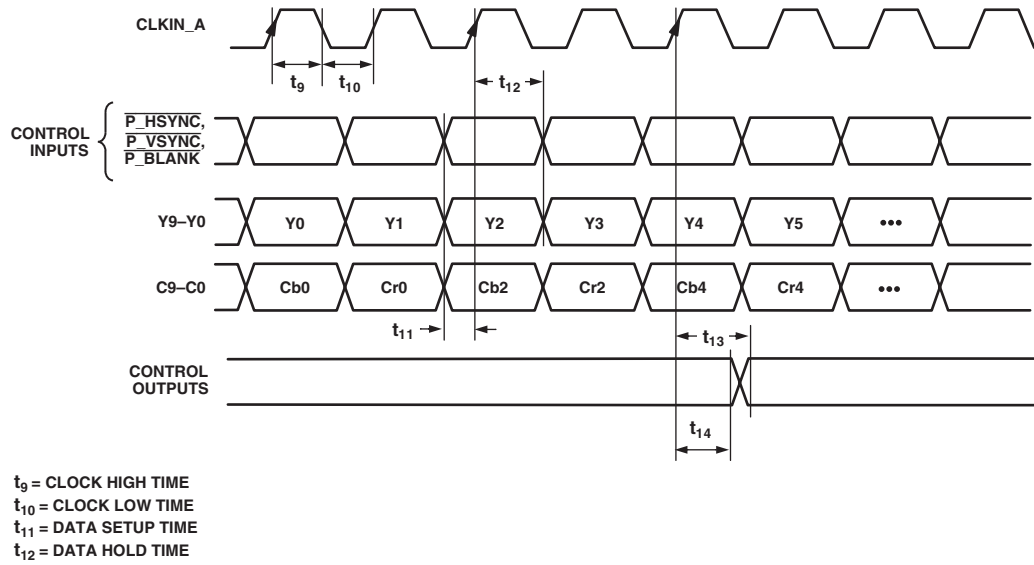 CLKIN_A
t9
t10
t12
CONTROL INPUTS
P_HSYNC,
P_VSYNC,
P_BLANK
Y9–Y0 Y0 Y1 Y2 Y3 Y4 Y5 •••
C9–C0 Cb0 Cr0 Cb2 Cr2 Cb4 Cr4 •••
t11
t13
CONTROL
OUTPUTS
t14
t9 = CLOCK HIGH TIME
t10 = CLOCK LOW TIME
t11 = DATA SETUP TIME
t12 = DATA HOLD TIME